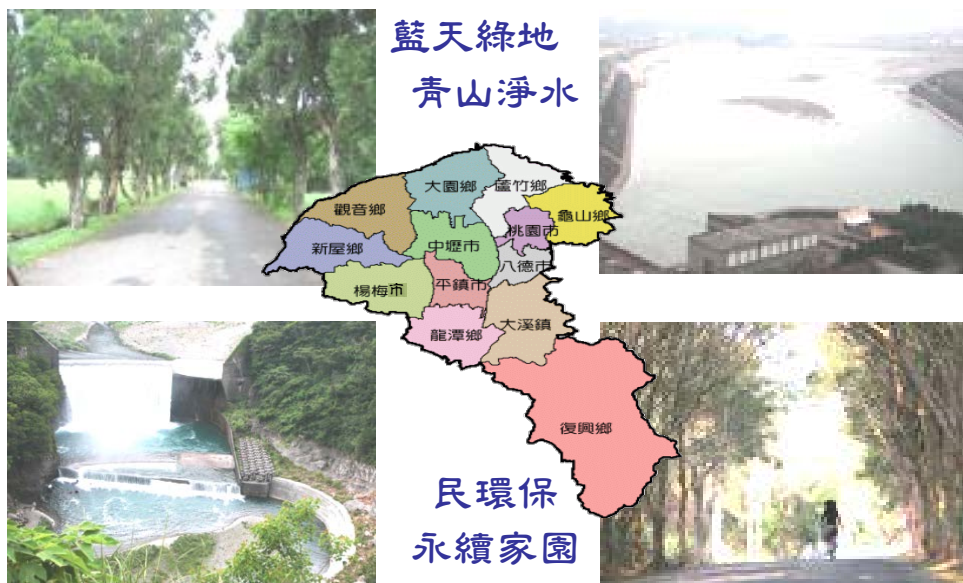 藍天綠地
青山淨水
大園鄉
蘆竹鄉
觀音鄉
龜山鄉
桃園市
新屋鄉
中壢市
八德市
楊梅市
平鎮市
龍潭鄉
大溪鎮
復興鄉
民環保
永續家園